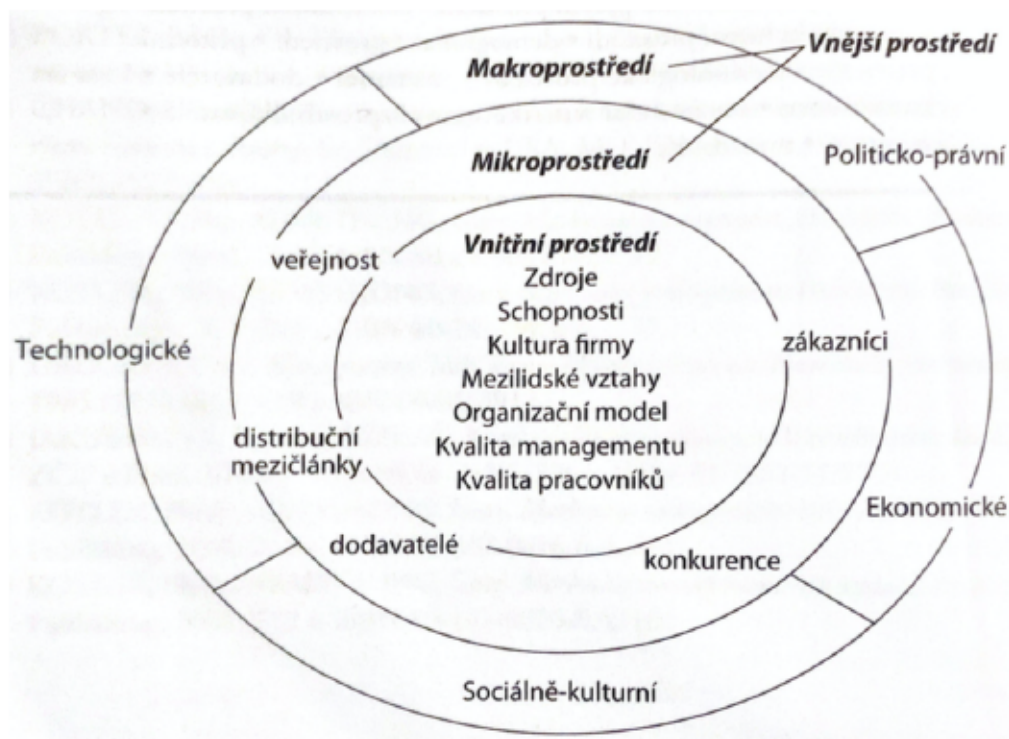 Vnější prostředí
Makroprostředí
Mikroprostředí
Politicko-právní
Vnitřní prostředí
veřejnost
Zdroje
Schopnosti
zákazníci
Technologické
Kultura firmy
Mezilidské vztahy
Organizační model
distribuční
mezičlánky
Kvalita managementu
Kvalita pracovníků
Ekonomické
dodavatelé
konkurence
Sociálně-kulturní